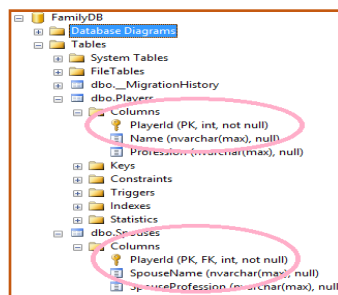 FamilyDB
Database Diagrams
Tables
System Tables
FileTables
dbo.__MigrationHistory
dbo.Players
Columns
PlayerId (PK, int, not null)
Name (nvarchar(max), null)
Profession (nvarchar(max), null)
Keys
Constraints
Triggers
Indexes
Statistics
dbo.Spouses
Columns
PlayerId (PK, FK, int, not null)
SpouseName (nvarchar(max), null)
SpouseProfession (nvarchar(max), null)